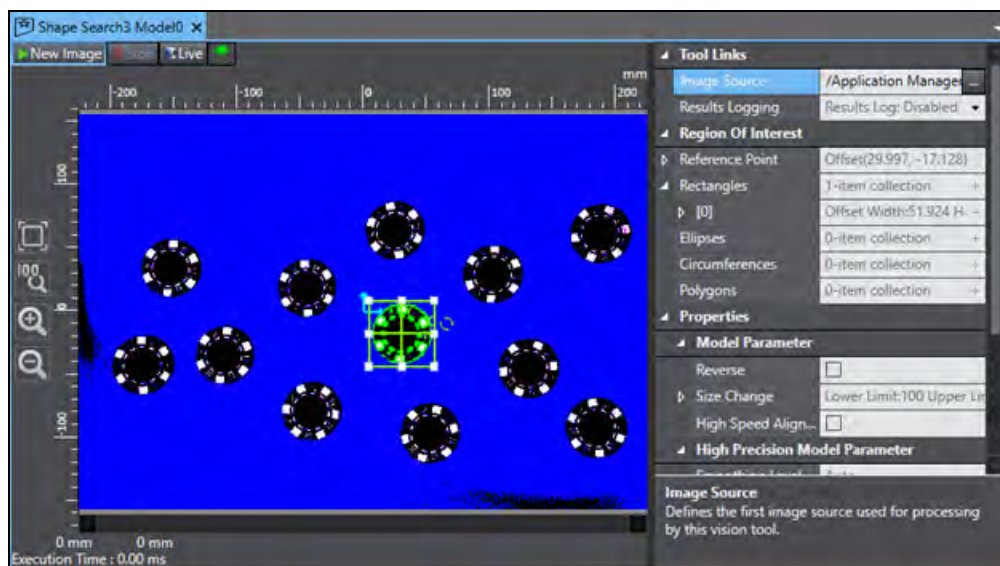 Shape Search3 Model0 ×
New Image Stop Live
mm
-200 -100 0 100 200
100
0
-100
100
0 mm 0 mm
Execution Time : 0.00 ms
Tool Links
Image Source /Application Manager ...
Results Logging Results Log: Disabled
Region Of Interest
Reference Point Offset(29.997, -17.128)
Rectangles 1-item collection +
[0] Offset Width:51.924 H -
Ellipses 0-item collection +
Circumferences 0-item collection +
Polygons 0-item collection +
Properties
Model Parameter
Reverse
Size Change Lower Limit:100 Upper Li
High Speed Align...
High Precision Model Parameter
Image Source
Defines the first image source used for processing
by this vision tool.